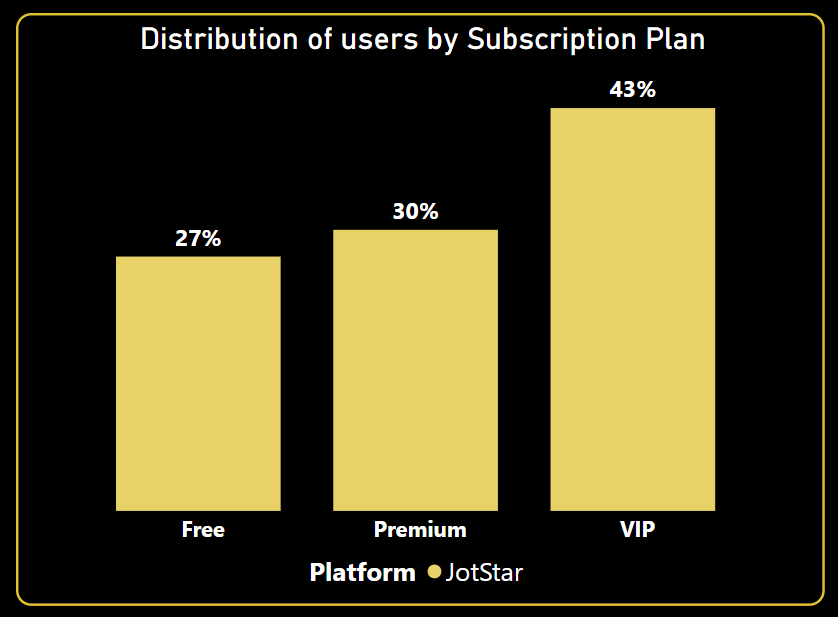 Distribution of users by Subscription Plan
43%
30%
27%
Free Premium VIP
Platform JotStar